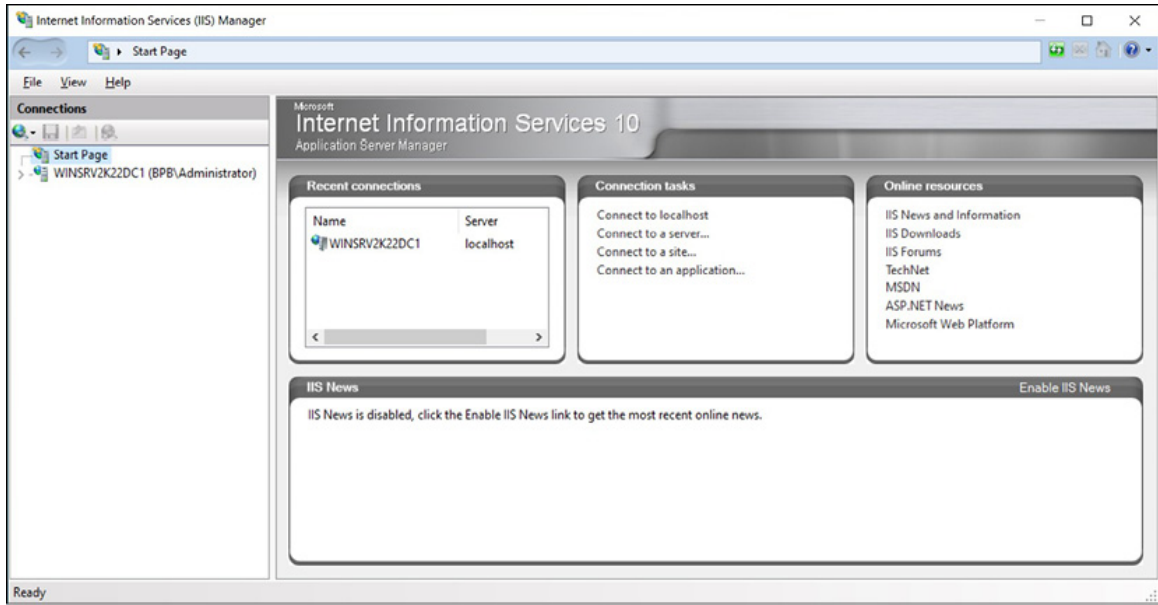 Internet Information Services (IIS) Manager
Start Page
File View Help
Connections
Start Page
WINSRV2K22DC1 (BPB\Administrator)
Microsoft
Internet Information Services 10
Application Server Manager
Recent connections
Name Server
WINSRV2K22DC1 localhost
Connection tasks
Connect to localhost
Connect to a server...
Connect to a site...
Connect to an application...
Online resources
IIS News and Information
IIS Downloads
IIS Forums
TechNet
MSDN
ASP.NET News
Microsoft Web Platform
IIS News Enable IIS News
IIS News is disabled, click the Enable IIS News link to get the most recent online news.
Ready